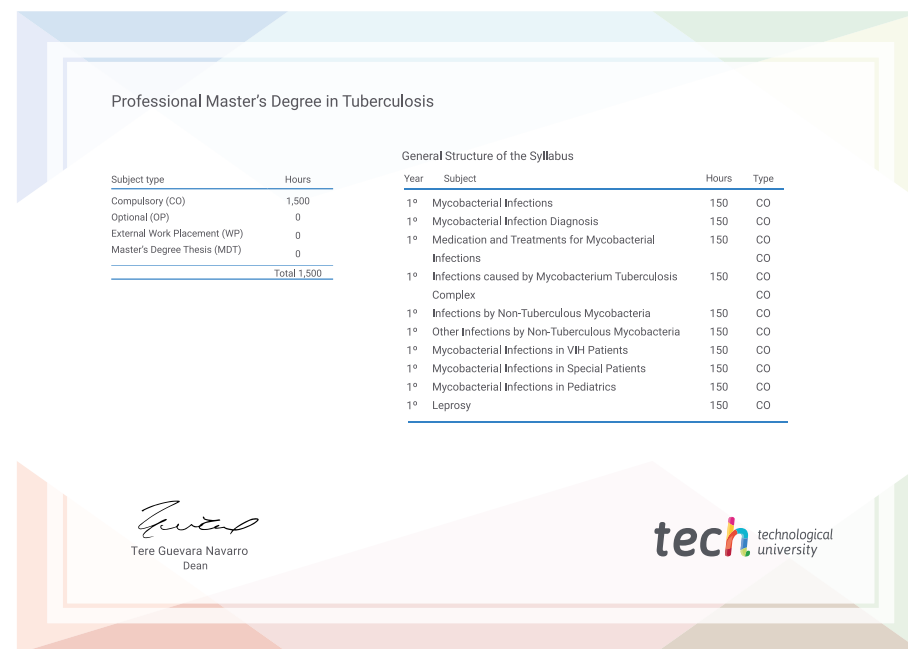 Professional Master's Degree in Tuberculosis
Subject type Hours
Compulsory (CO) 1,500
Optional (OP) 0
External Work Placement (WP) 0
Master's Degree Thesis (MDT) 0
Total 1,500
General Structure of the Syllabus
Year Subject Hours Type
1º Mycobacterial Infections 150 CO
1º Mycobacterial Infection Diagnosis 150 CO
1º Medication and Treatments for Mycobacterial 150 CO
Infections CO
1º Infections caused by Mycobacterium Tuberculosis 150 CO
Complex CO
1º Infections by Non-Tuberculous Mycobacteria 150 CO
1º Other Infections by Non-Tuberculous Mycobacteria 150 CO
1º Mycobacterial Infections in VIH Patients 150 CO
1º Mycobacterial Infections in Special Patients 150 CO
1º Mycobacterial Infections in Pediatrics 150 CO
1º Leprosy 150 CO
Tere Guevara Navarro
Dean
tech technological
university